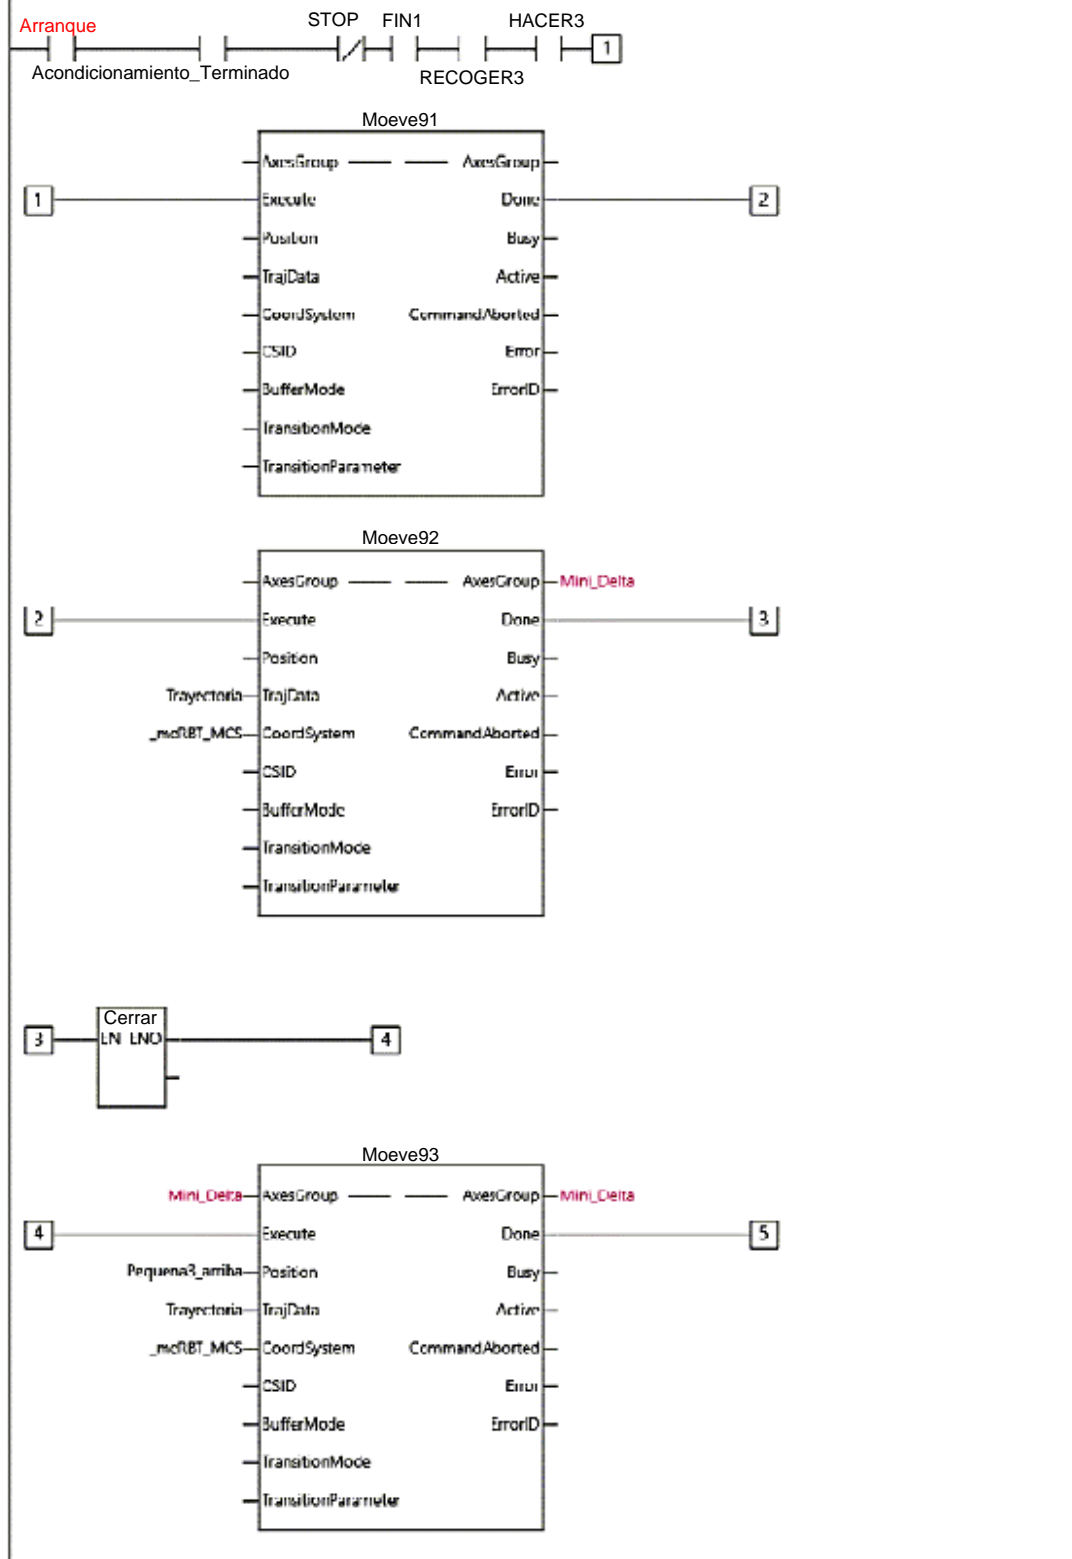 Arranque
STOP FIN1 HACER3
1
Acondicionamiento_Terminado
RECOGER3
Moeve91
AxesGroup AxesGroup
1 Execute Done 2
Position Busy
TrajData Active
CoordSystem CommandAborted
CSID Error
BufferMode ErrorID
TransitionMode
TransitionParameter
Moeve92
AxesGroup AxesGroup Mini_Delta
2 Execute Done 3
Position Busy
Trayectoria TrajData Active
_mcRBT_MCS CoordSystem CommandAborted
CSID Error
BufferMode ErrorID
TransitionMode
TransitionParameter
Cerrar
3 EN ENO 4
Moeve93
Mini_Delta AxesGroup AxesGroup Mini_Delta
4 Execute Done 5
Pequena3_arriba Position Busy
Trayectoria TrajData Active
_mcRBT_MCS CoordSystem CommandAborted
CSID Error
BufferMode ErrorID
TransitionMode
TransitionParameter